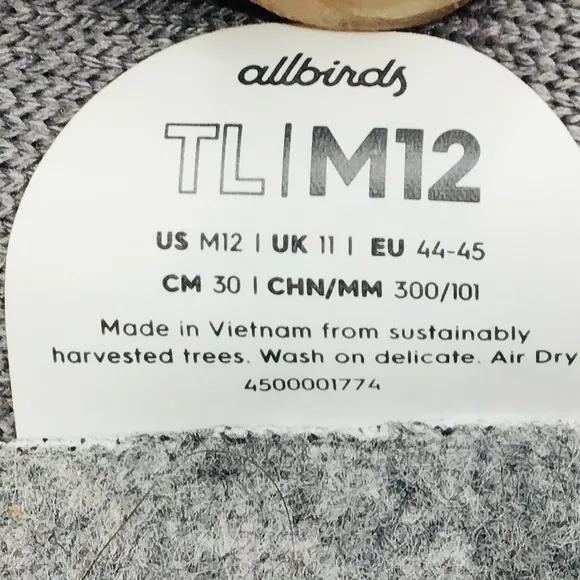 allbirds
TL|M12
US M12 | UK 11 | EU 44-45
CM 30 | CHN/MM 300/101
Made in Vietnam from sustainably
harvested trees. Wash on delicate. Air Dry
4500001774